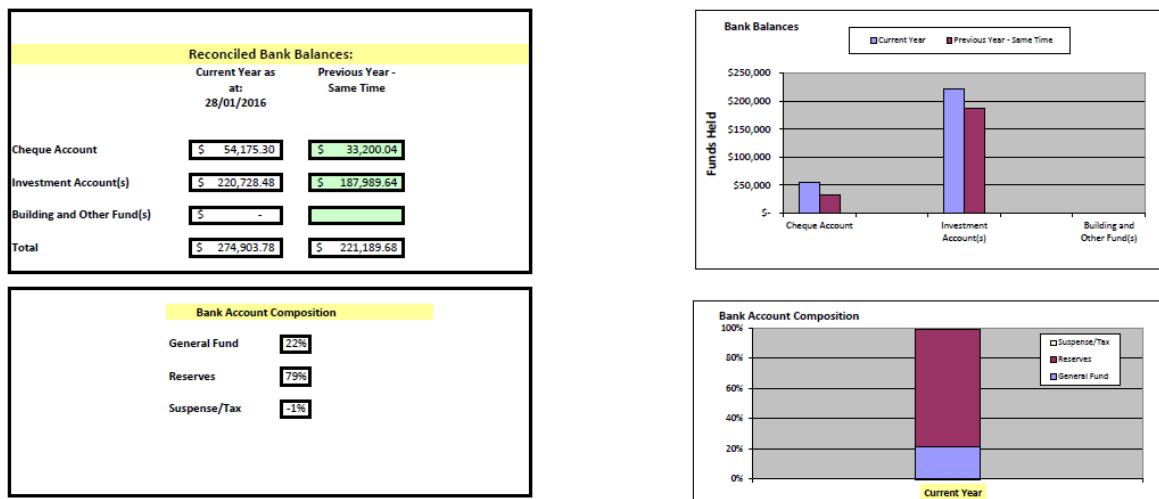 Reconciled Bank Balances:
Current Year as Previous Year -
at: Same Time
28/01/2016
Cheque Account $ 54,175.30 $ 33,200.04
Investment Account(s) $ 220,728.48 $ 187,989.64
Building and Other Fund(s) $ -
Total $ 274,903.78 $ 221,189.68
Bank Account Composition
General Fund 22%
Reserves 79%
Suspense/Tax -1%
Bank Balances
Current Year Previous Year - Same Time
Funds Held
$250,000
$200,000
$150,000
$100,000
$50,000
$-
Cheque Account Investment Building and
Account(s) Other Fund(s)
Bank Account Composition
100%
80%
60%
40%
20%
0%
Suspense/Tax
Reserves
General Fund
Current Year